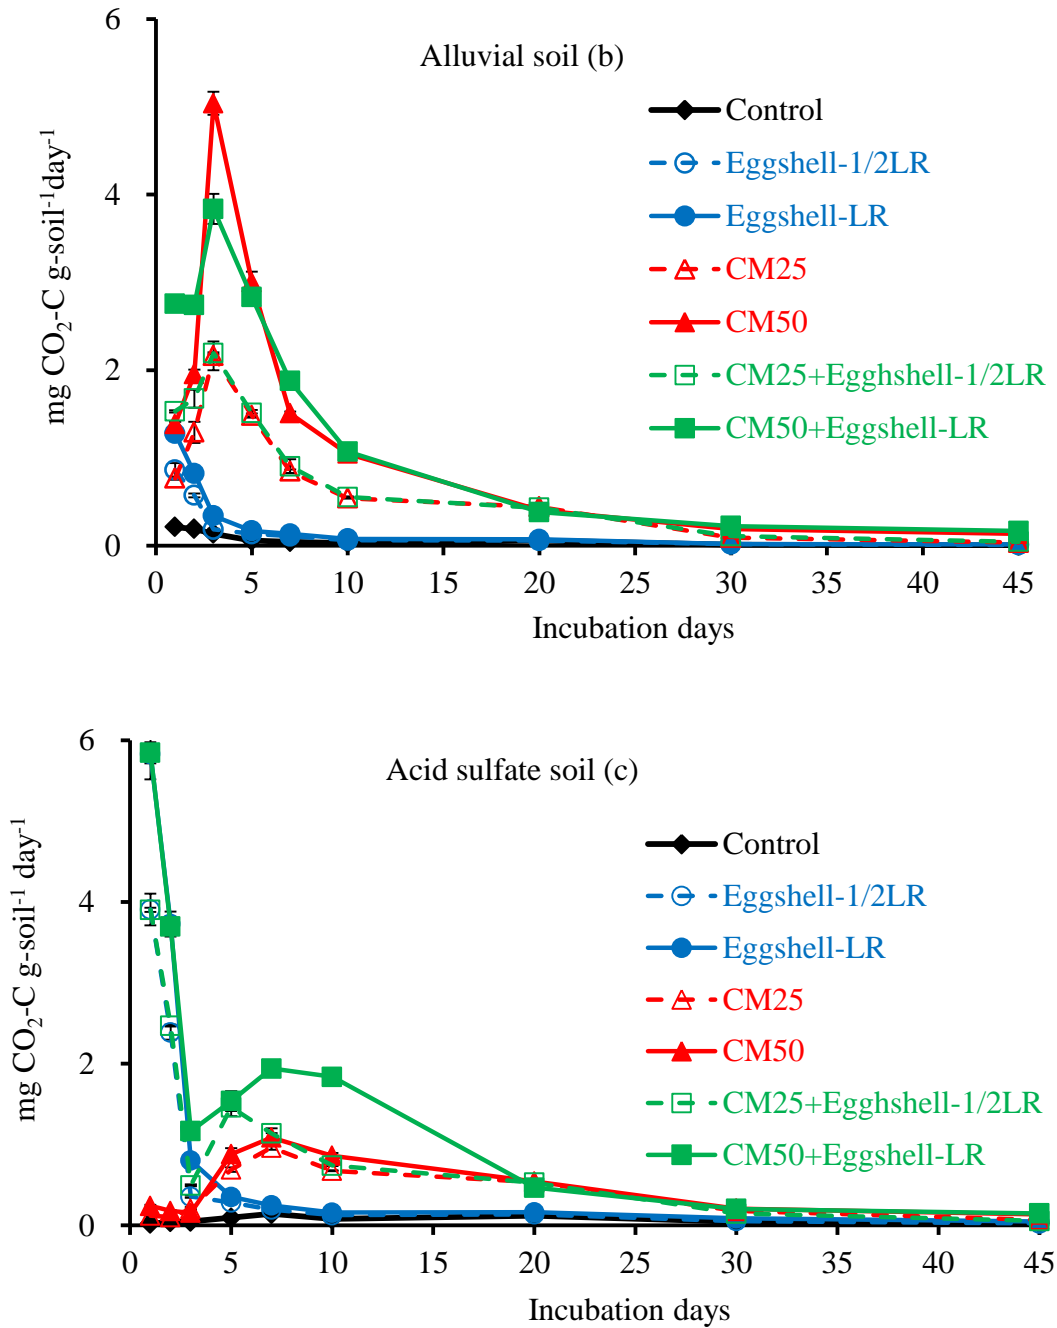 Alluvial soil (b)
mg CO₂-C g-soil⁻¹day⁻¹
6
4
2
0
0 5 10 15 20 25 30 35 40 45
Incubation days
Control
Eggshell-1/2LR
Eggshell-LR
CM25
CM50
CM25+Egghshell-1/2LR
CM50+Eggshell-LR
Acid sulfate soil (c)
mg CO₂-C g-soil⁻¹ day⁻¹
6
4
2
0
0 5 10 15 20 25 30 35 40 45
Incubation days
Control
Eggshell-1/2LR
Eggshell-LR
CM25
CM50
CM25+Egghshell-1/2LR
CM50+Eggshell-LR